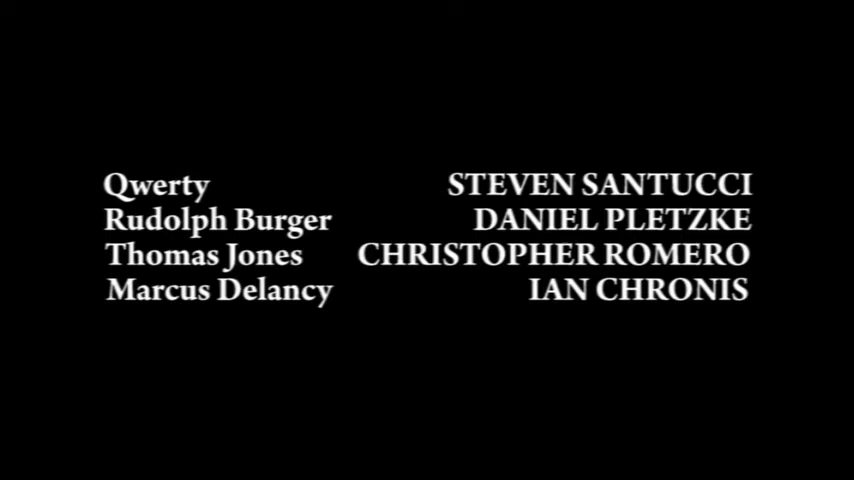 Qwerty STEVEN SANTUCCI
Rudolph Burger DANIEL PLETZKE
Thomas Jones CHRISTOPHER ROMERO
Marcus Delancy IAN CHRONIS